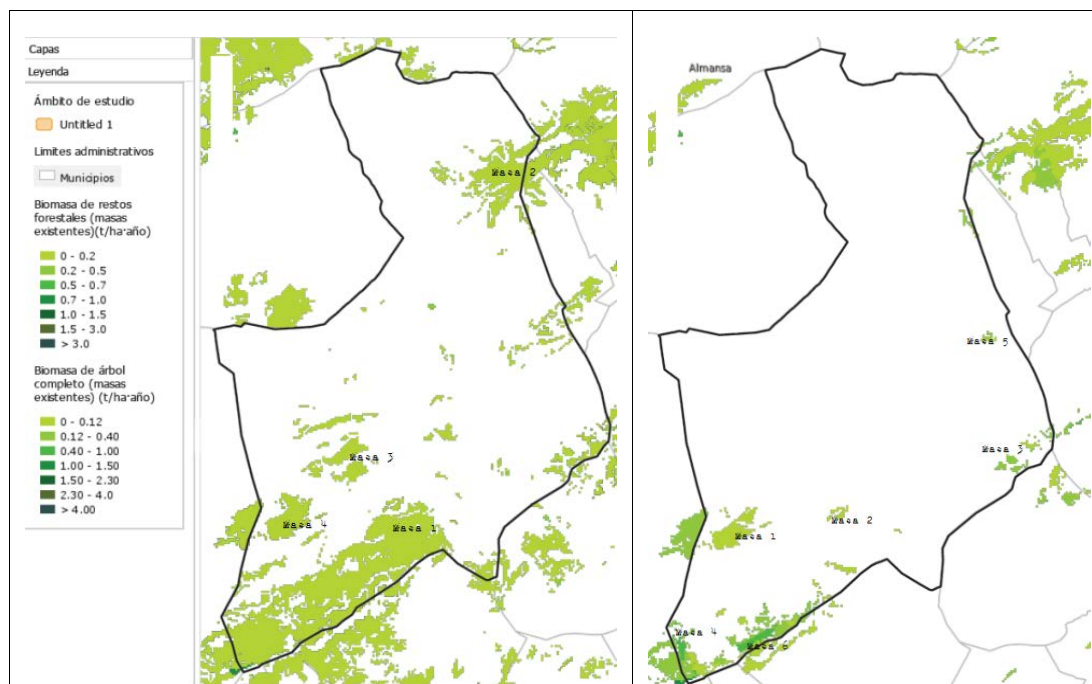 Capas
Leyenda
Ámbito de estudio
Untitled 1
Limites administrativos
Municipios
Biomasa de restos
forestales (masas
existentes)(t/ha·año)
0 - 0.2
0.2 - 0.5
0.5 - 0.7
0.7 - 1.0
1.0 - 1.5
1.5 - 3.0
> 3.0
Biomasa de árbol
completo (masas
existentes) (t/ha·año)
0 - 0.12
0.12 - 0.40
0.40 - 1.00
1.00 - 1.50
1.50 - 2.30
2.30 - 4.0
> 4.00
Masa 2
Masa 3
Masa 4
Masa 1
Almansa
Masa 5
Masa 3
Masa 2
Masa 1
Masa 4
Masa 6